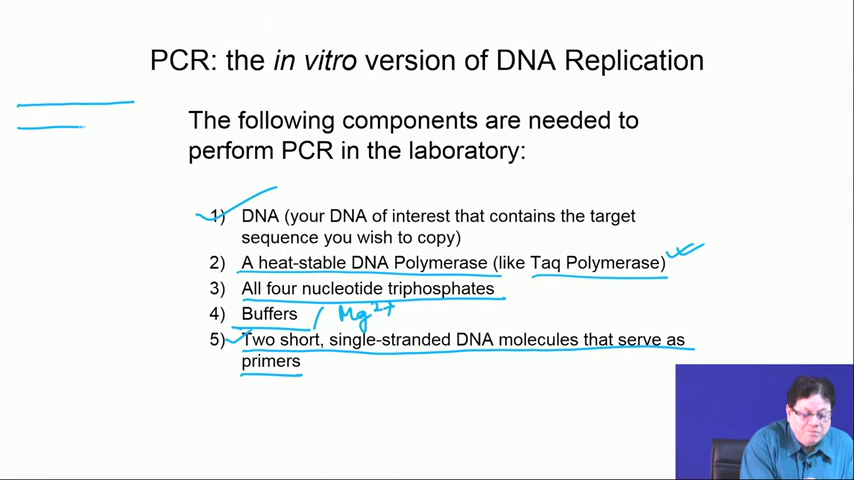 PCR: the in vitro version of DNA Replication
The following components are needed to
perform PCR in the laboratory:
1) DNA (your DNA of interest that contains the target
sequence you wish to copy)
2) A heat-stable DNA Polymerase (like Taq Polymerase)
3) All four nucleotide triphosphates
4) Buffers / Mg2+
5) Two short, single-stranded DNA molecules that serve as
primers